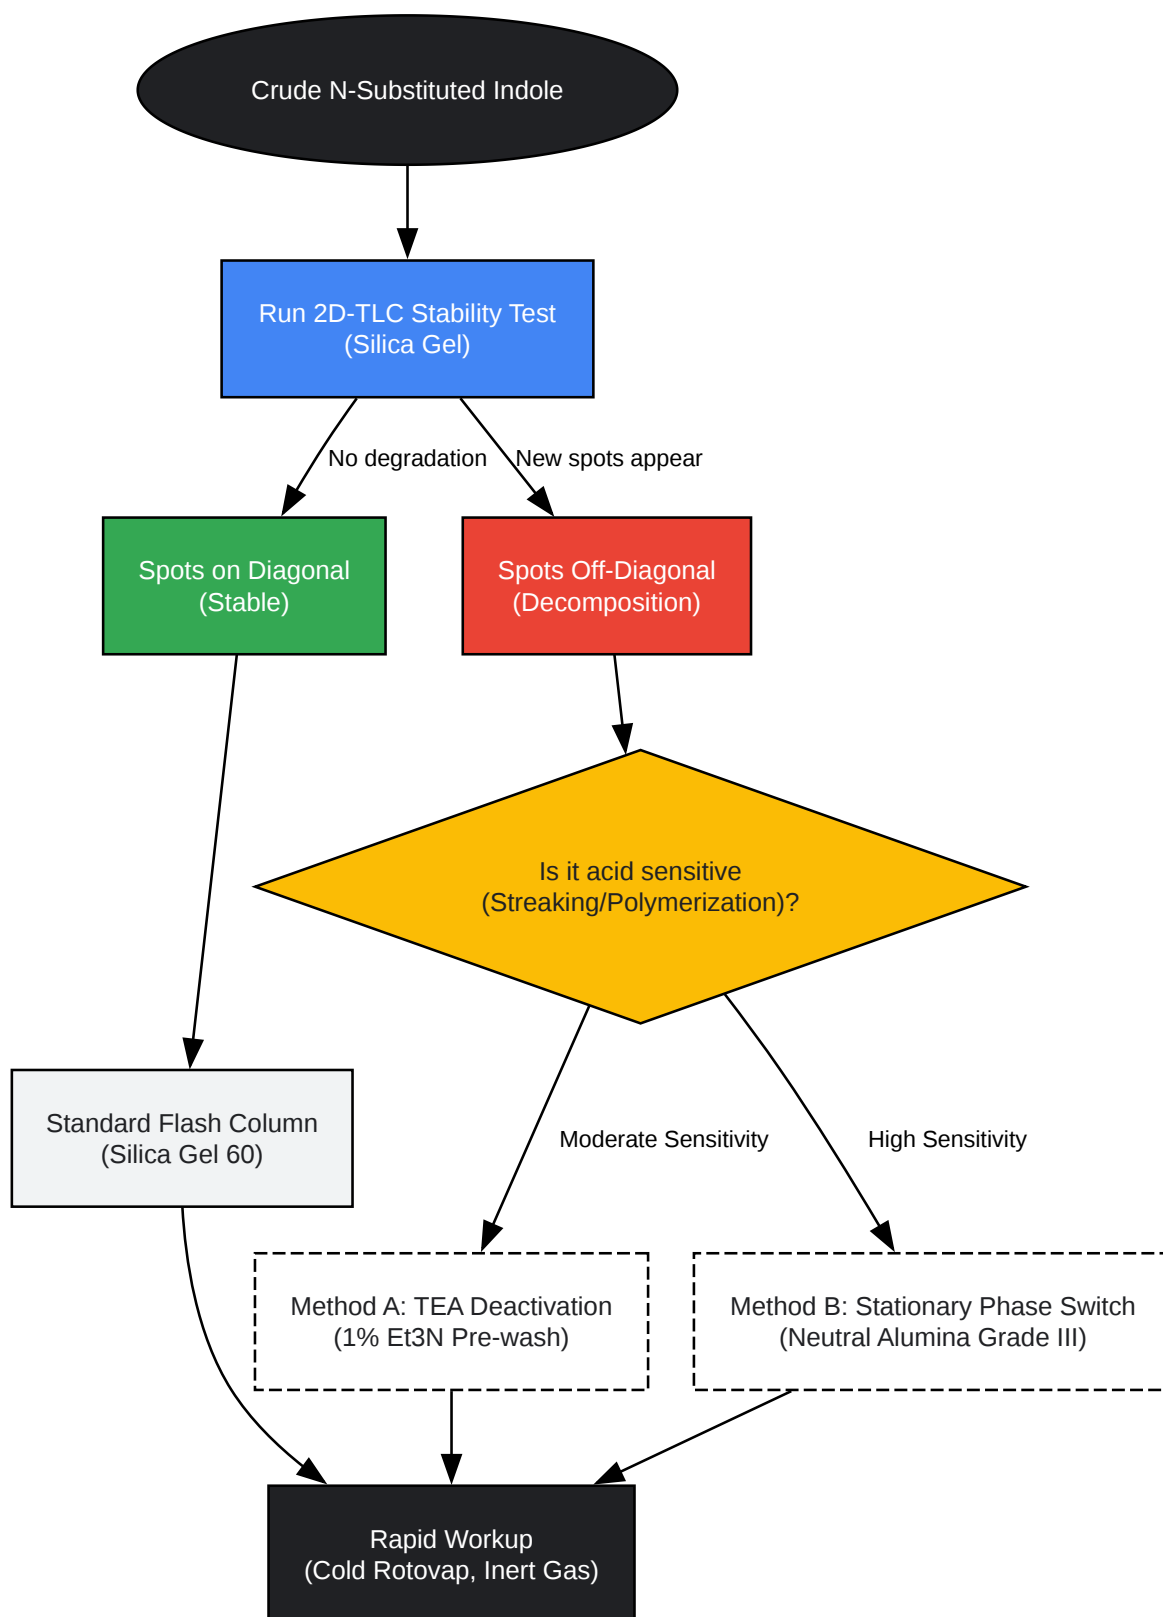 Crude N-Substituted Indole
Run 2D-TLC Stability Test
(Silica Gel)
No degradation
New spots appear
Spots on Diagonal
(Stable)
Spots Off-Diagonal
(Decomposition)
Is it acid sensitive
(Streaking/Polymerization)?
Standard Flash Column
(Silica Gel 60)
Moderate Sensitivity
High Sensitivity
Method A: TEA Deactivation
(1% Et3N Pre-wash)
Method B: Stationary Phase Switch
(Neutral Alumina Grade III)
Rapid Workup
(Cold Rotovap, Inert Gas)